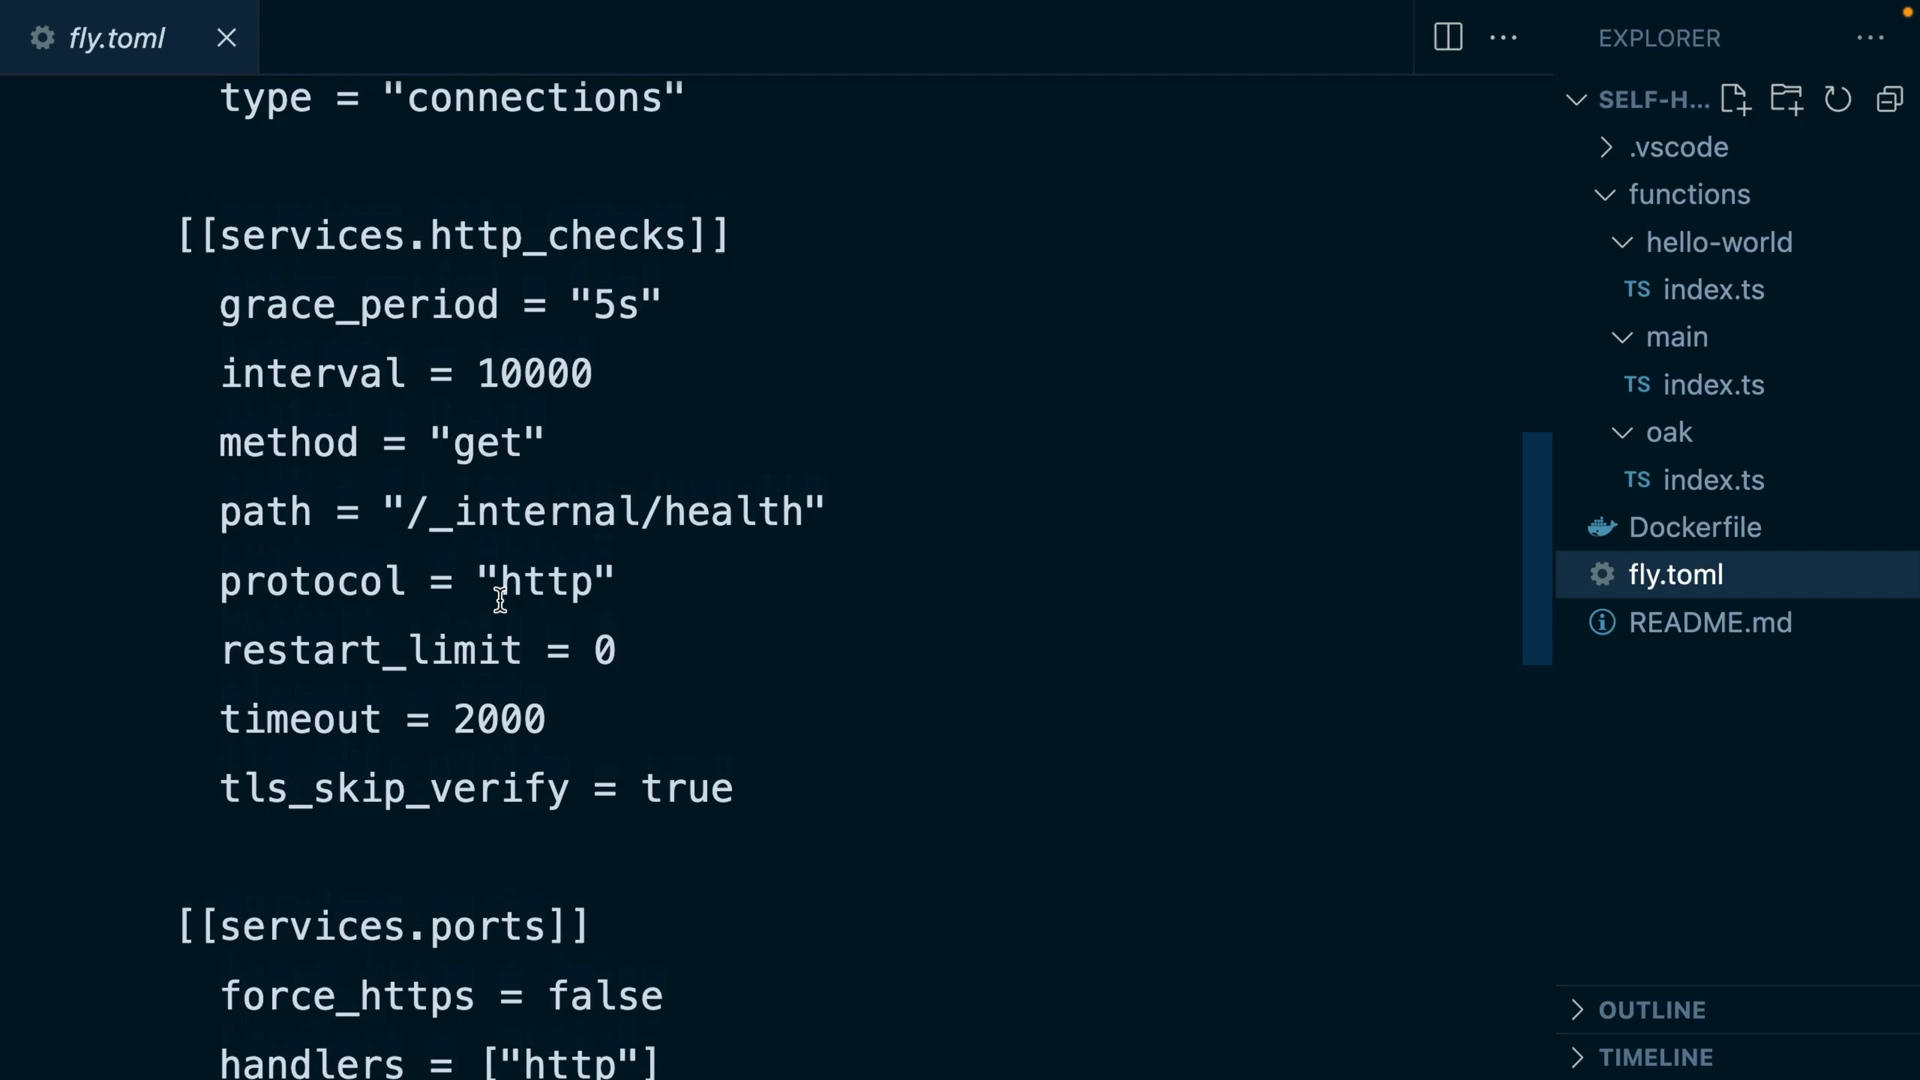 fly.toml
type = "connections"
[[services.http_checks]]
grace_period = "5s"
interval = 10000
method = "get"
path = "/_internal/health"
protocol = "http"
restart_limit = 0
timeout = 2000
tls_skip_verify = true
[[services.ports]]
force_https = false
handlers = ["http"]
EXPLORER
SELF-H...
.vscode
functions
hello-world
TS index.ts
main
TS index.ts
oak
TS index.ts
Dockerfile
fly.toml
README.md
OUTLINE
TIMELINE